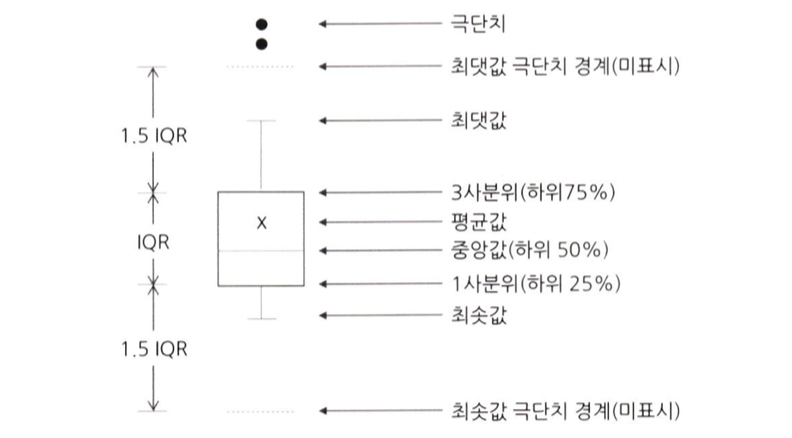 극단치
최댓값 극단치 경계(미표시)
1.5 IQR
최댓값
3사분위(하위75%)
X
평균값
IQR
중앙값(하위 50%)
1사분위(하위 25%)
최솟값
1.5 IQR
최솟값 극단치 경계(미표시)